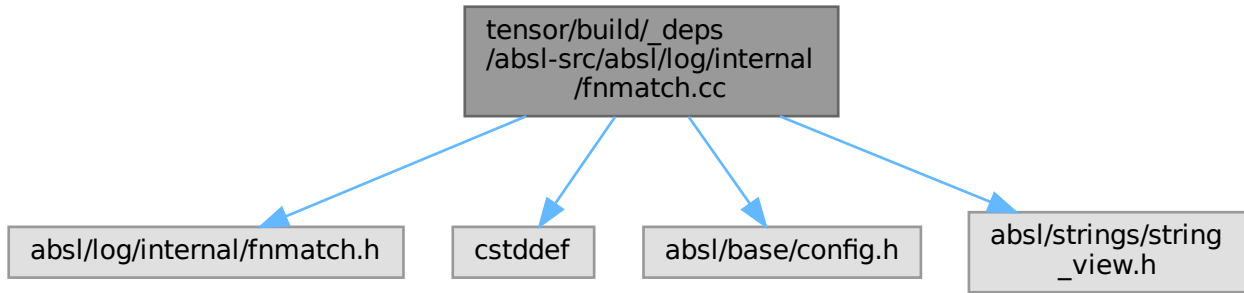 tensor/build/_deps
/absl-src/absl/log/internal
/fnmatch.cc
absl/log/internal/fnmatch.h
cstddef
absl/base/config.h
absl/strings/string
_view.h